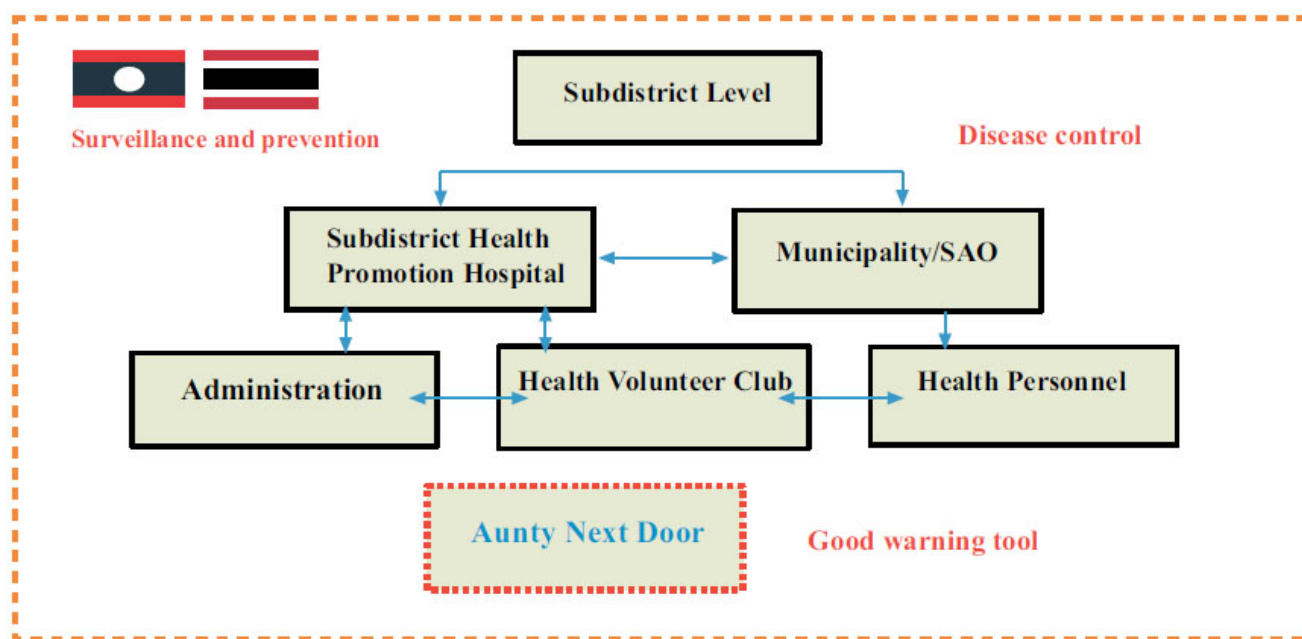 Subdistrict Level
Surveillance and prevention
Disease control
Subdistrict Health
Promotion Hospital
Municipality/SAO
Administration
Health Volunteer Club
Health Personnel
Aunty Next Door
Good warning tool